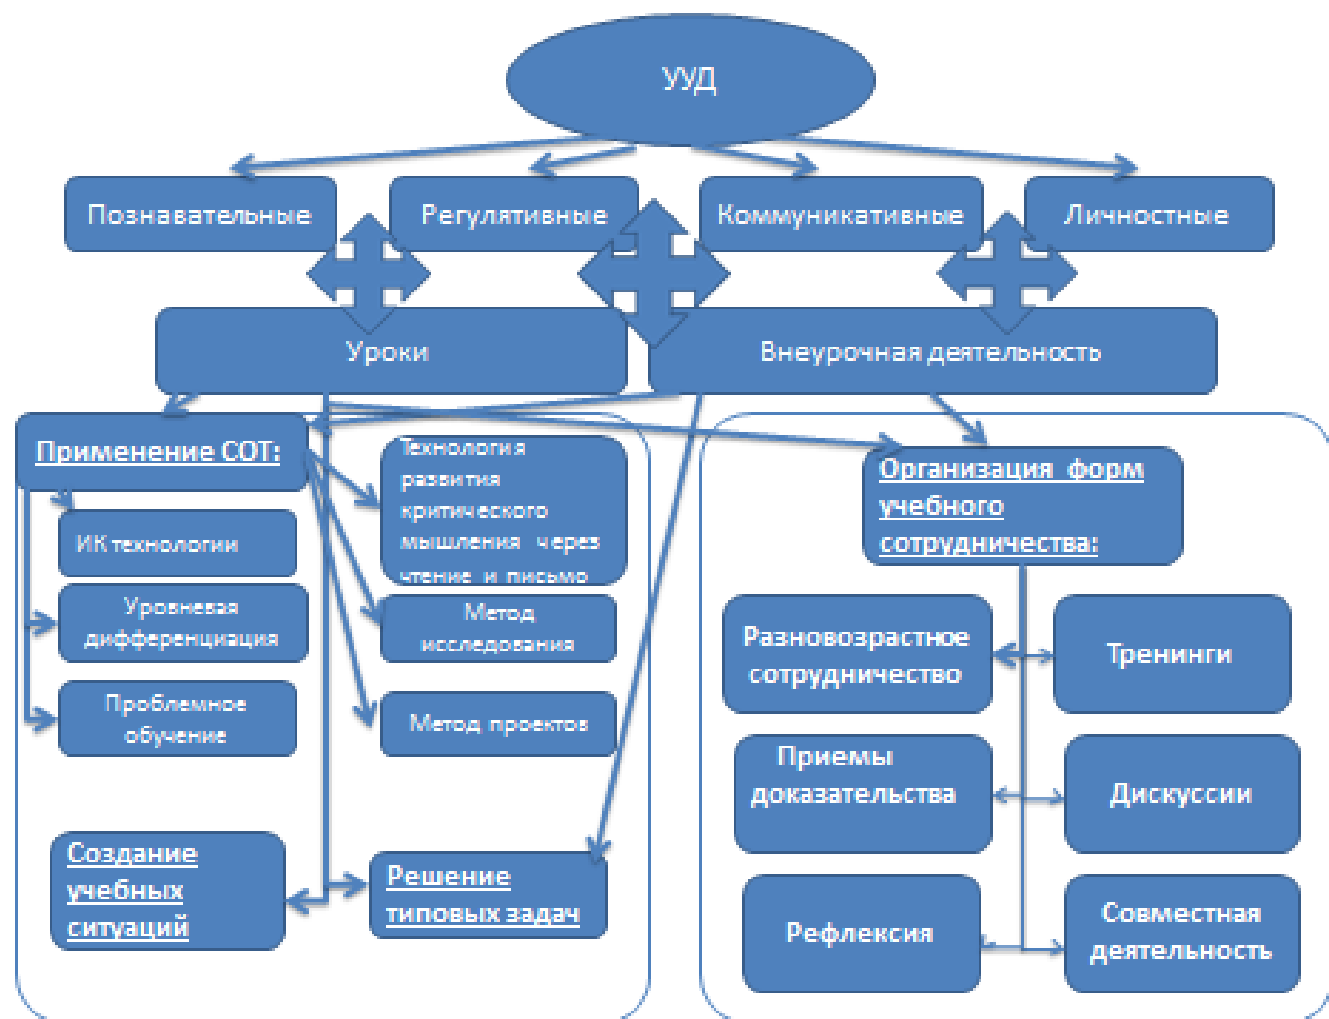 УУД
Познавательные
Регулятивные
Коммуникативные
Личностные
Уроки
Внеурочная деятельность
Применение СОТ:
ИК технологии
Уровневая
дифференциация
Проблемное
обучение
Технология
развития
критического
мышления через
чтение и письмо
Метод
исследования
Метод проектов
Создание
учебных
ситуаций
Решение
типовых задач
Организация форм
учебного
сотрудничества:
Разновозрастное
сотрудничество
Тренинги
Приемы
доказательства
Дискуссии
Рефлексия
Совместная
деятельность